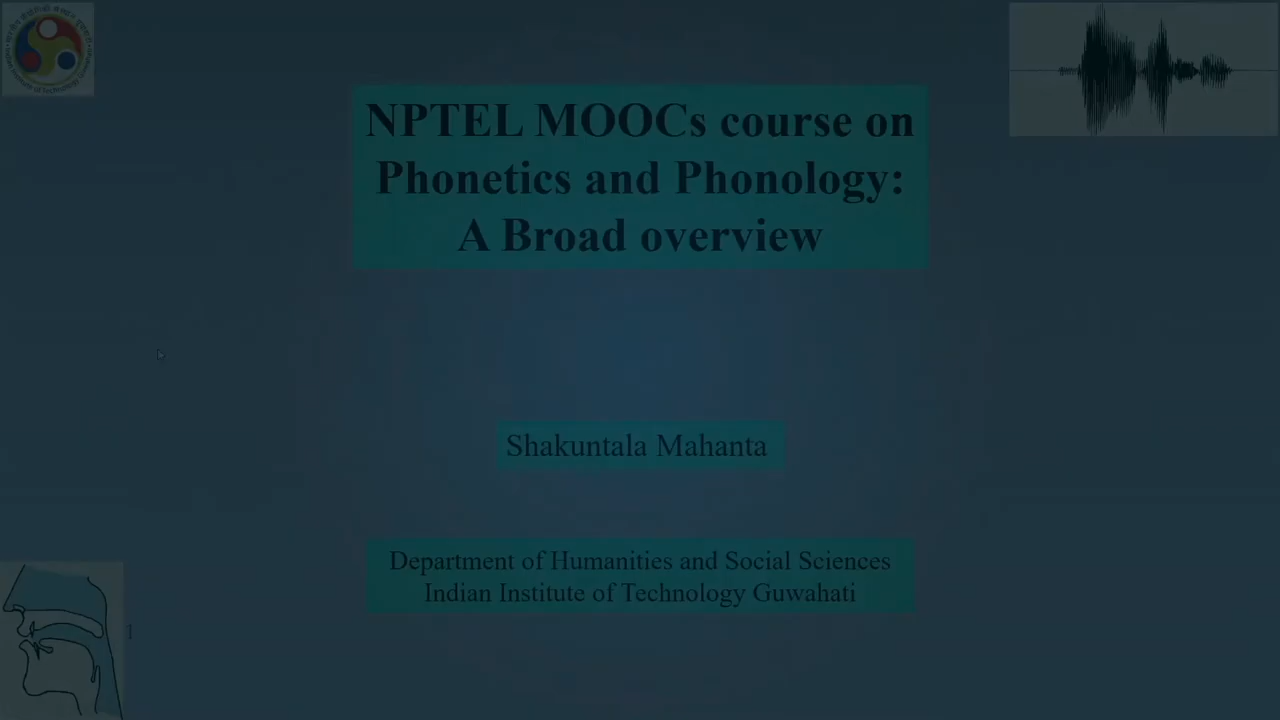 NPTEL MOOCs course on
Phonetics and Phonology:
A Broad overview
Shakuntala Mahanta
Department of Humanities and Social Sciences
Indian Institute of Technology Guwahati